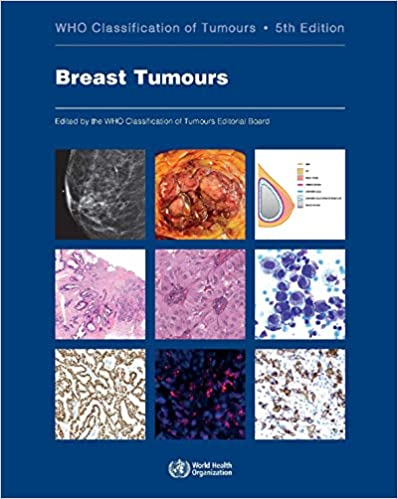 WHO Classification of Tumours • 5th Edition
Breast Tumours
Edited by the WHO Classification of Tumours Editorial Board
World Health
Organization